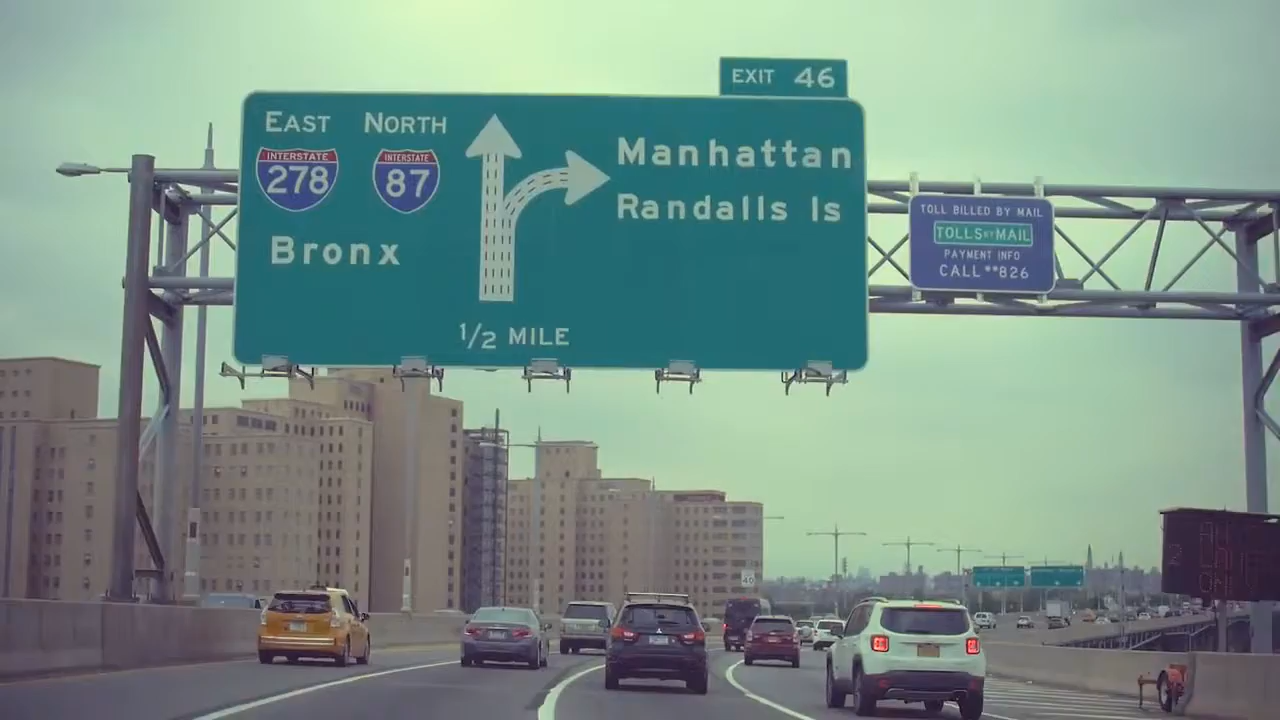 EXIT 46
EAST NORTH
INTERSTATE 278
INTERSTATE 87
Bronx
Manhattan
Randalls Is
1/2 MILE
TOLL BILLED BY MAIL
TOLLS BY MAIL
PAYMENT INFO
CALL **826
40